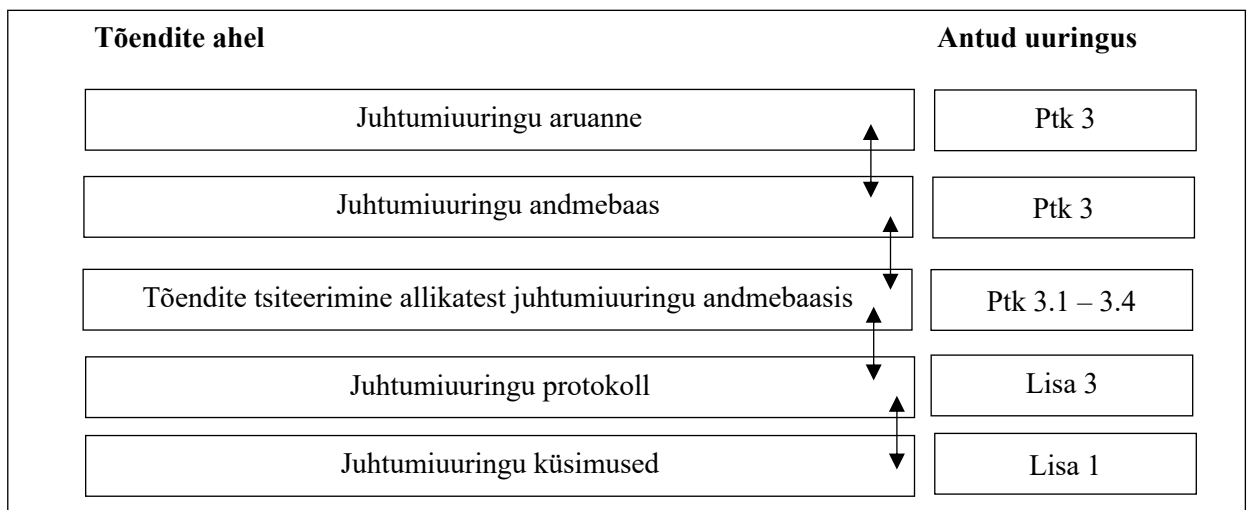 Tõendite ahel Antud uuringus
Juhtumiuuringu aruanne Ptk 3
Juhtumiuuringu andmebaas Ptk 3
Tõendite tsiteerimine allikatest juhtumiuuringu andmebaasis Ptk 3.1 – 3.4
Juhtumiuuringu protokoll Lisa 3
Juhtumiuuringu küsimused Lisa 1